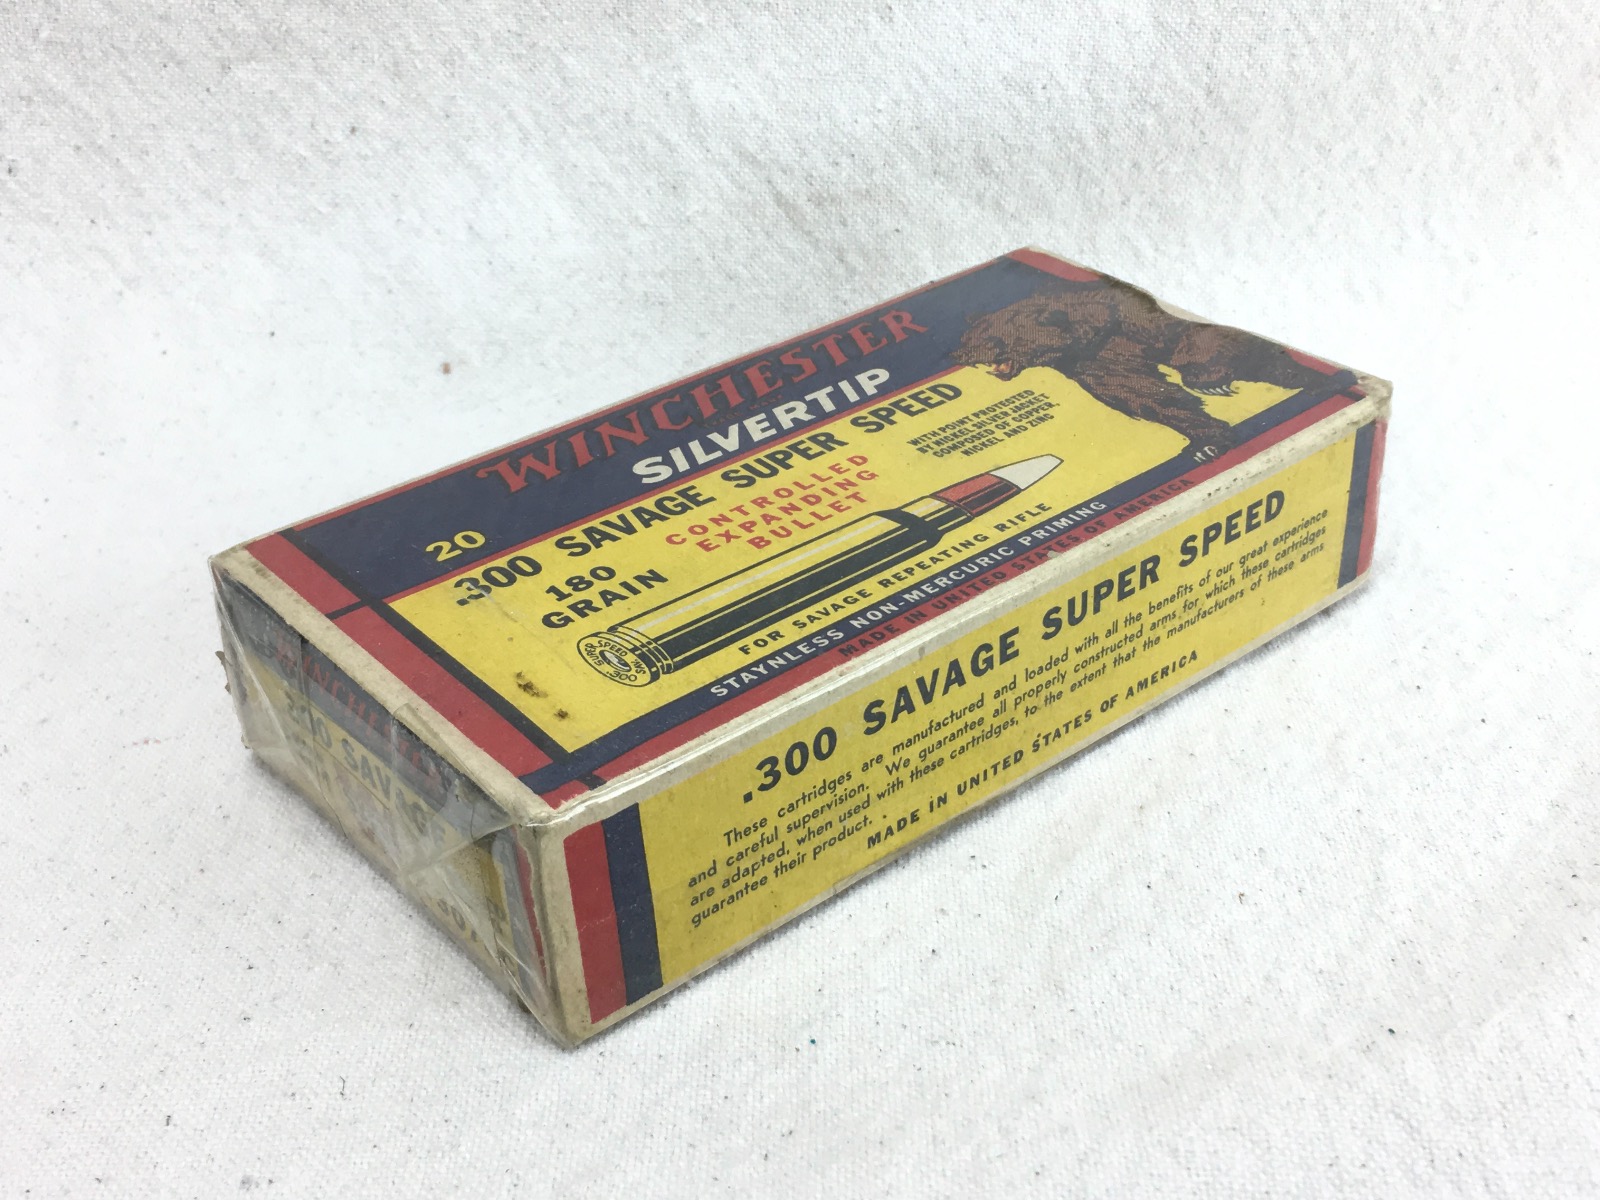 WINCHESTER
SILVERTIP
20
.300 SAVAGE SUPER SPEED
180
GRAIN
CONTROLLED
EXPANDING
BULLET
WITH POINT PROTECTED
BY NICKEL SILVER JACKET
COMPOSED OF COPPER,
NICKEL AND ZINC
SUPER SPEED
.300
FOR SAVAGE REPEATING RIFLE
STAYNLESS NON-MERCURIC PRIMING
MADE IN UNITED STATES OF AMERICA
.300 SAVAGE SUPER SPEED
These cartridges are manufactured and loaded with all the benefits of our great experience
and careful supervision. We guarantee all properly constructed arms for which these cartridges
are adapted, when used with these cartridges, to the extent that the manufacturers of these arms
guarantee their product.
MADE IN UNITED STATES OF AMERICA
WINCHESTER
.300 SAVAGE